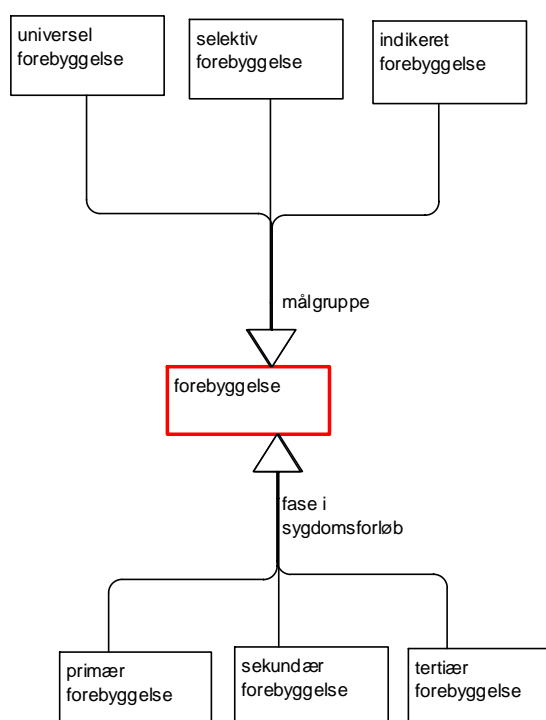 universel
forebyggelse
selektiv
forebyggelse
indikeret
forebyggelse
målgruppe
forebyggelse
fase i
sygdomsforløb
primær
forebyggelse
sekundær
forebyggelse
tertiær
forebyggelse